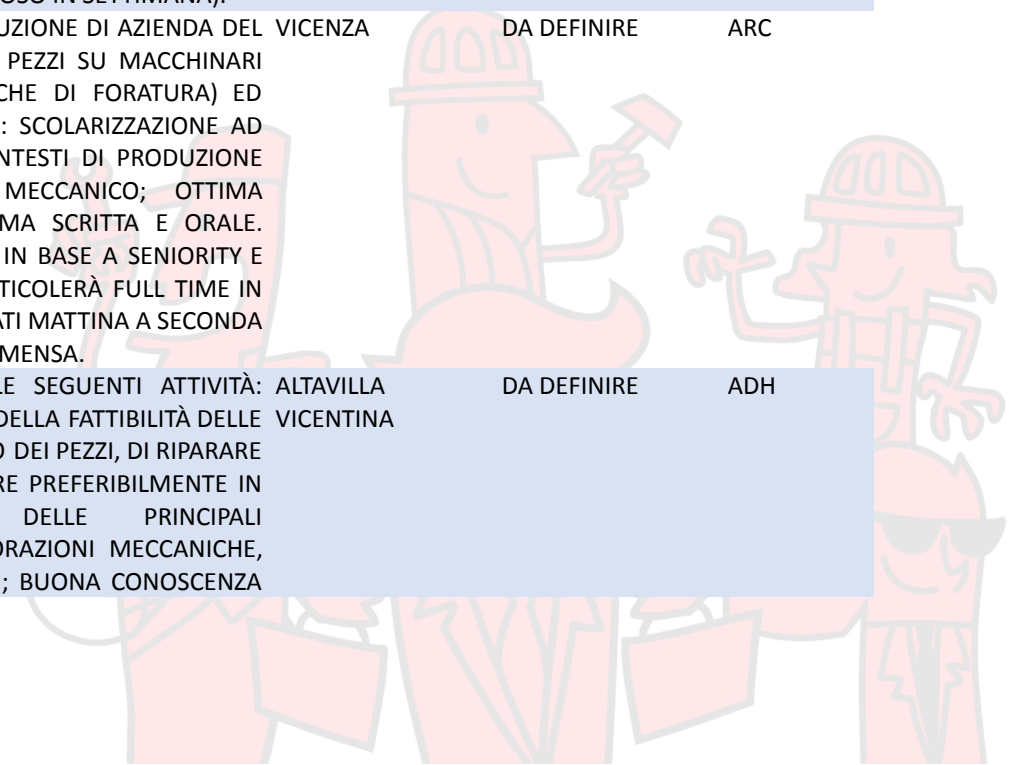 OSO IN SETTIMANA).
UZIONE DI AZIENDA DEL VICENZA DA DEFINIRE ARC
PEZZI SU MACCHINARI
CHE DI FORATURA) ED
: SCOLARIZZAZIONE AD
NTESTI DI PRODUZIONE
MECCANICO; OTTIMA
MA SCRITTA E ORALE.
IN BASE A SENIORITY E
TICOLERÀ FULL TIME IN
ATI MATTINA A SECONDA
MENSA.
LE SEGUENTI ATTIVITÀ: ALTAVILLA DA DEFINIRE ADH
DELLA FATTIBILITÀ DELLE VICENTINA
O DEI PEZZI, DI RIPARARE
RE PREFERIBILMENTE IN
DELLE PRINCIPALI
ORAZIONI MECCANICHE,
; BUONA CONOSCENZA